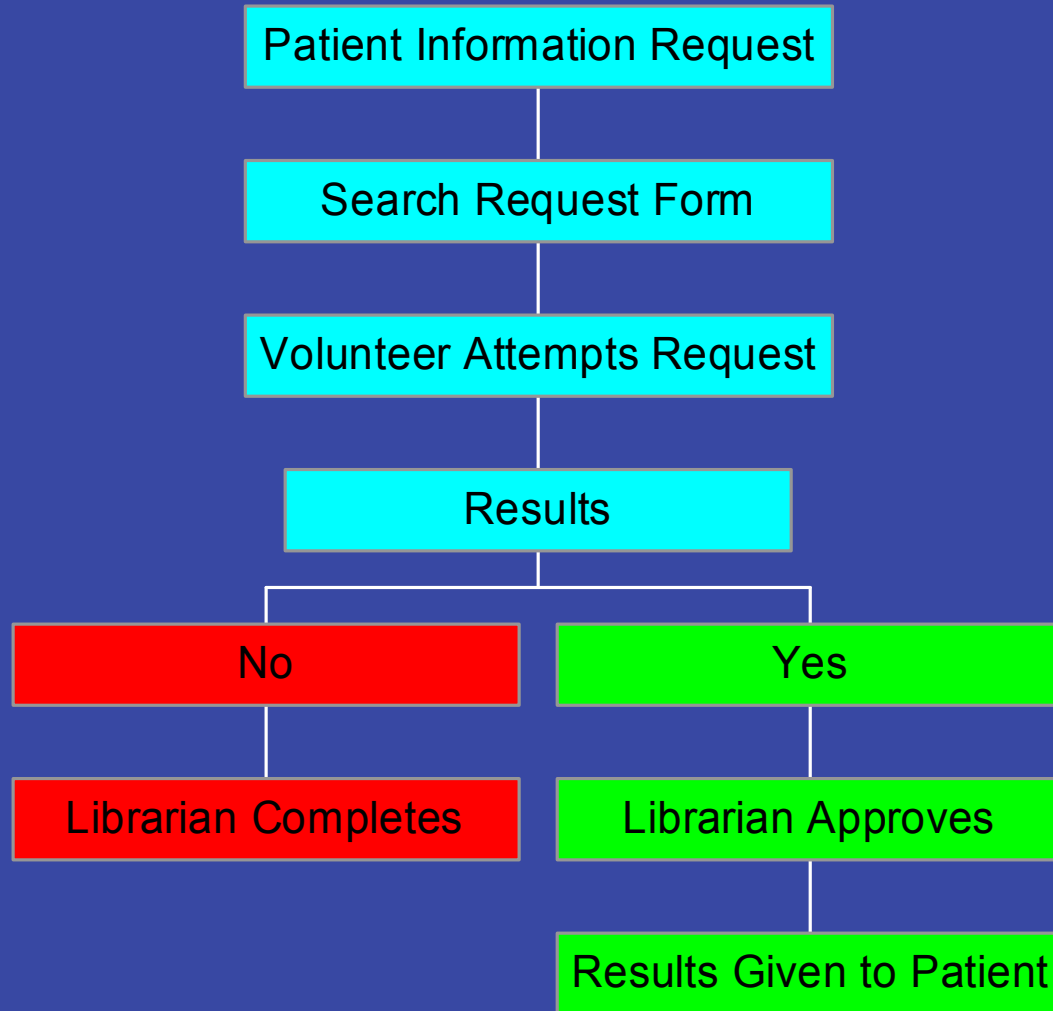 Patient Information Request
Search Request Form
Volunteer Attempts Request
Results
No
Yes
Librarian Completes
Librarian Approves
Results Given to Patient